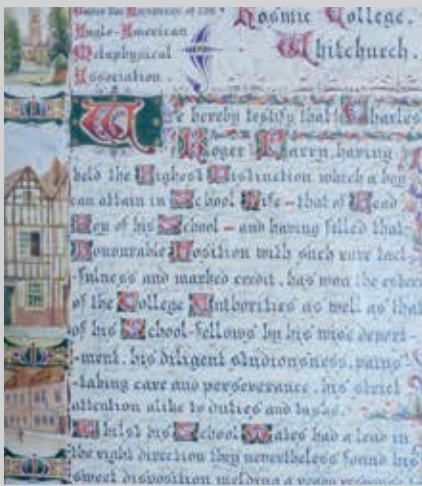 Under the Auspices of the
Anglo-American
Metaphysical
Association.
Kosmic College,
Whitchurch.
We hereby testify that Charles
Roger Parry, having
held the Highest Distinction which a boy
can attain in School Life – that of Head
Boy of his School – and having filled that
Honourable Position with such rare tact-
-fulness and marked credit, has won the esteem
of the College Authorities as well as that
of his School-fellows by his wise deport-
-ment, his diligent studiousness, pains-
-taking care and perseverance, his strict
attention alike to duties and tasks.
Whilst his School Mates had a lead in
the right direction they nevertheless found his
sweet disposition wielding a